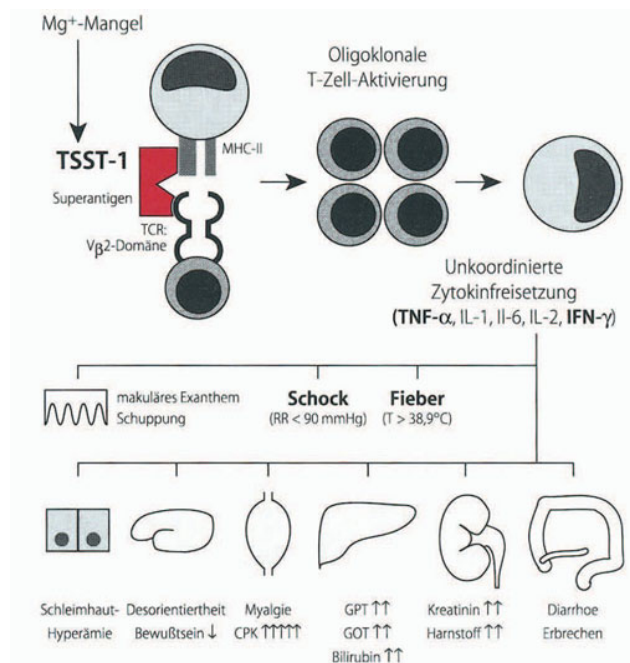 Mg⁺-Mangel
TSST-1
Superantigen
MHC-II
TCR:
Vβ2-Domäne
Oligoklonale
T-Zell-Aktivierung
Unkoordinierte
Zytokinfreisetzung
(TNF-α, IL-1, Il-6, IL-2, IFN-γ)
makuläres Exanthem
Schuppung
Schock
(RR < 90 mmHg)
Fieber
(T > 38,9°C)
Schleimhaut-
Hyperämie
Desorientiertheit
Bewußtsein ↓
Myalgie
CPK ↑↑↑↑↑
GPT ↑↑
GOT ↑↑
Bilirubin ↑↑
Kreatinin ↑↑
Harnstoff ↑↑
Diarrhoe
Erbrechen